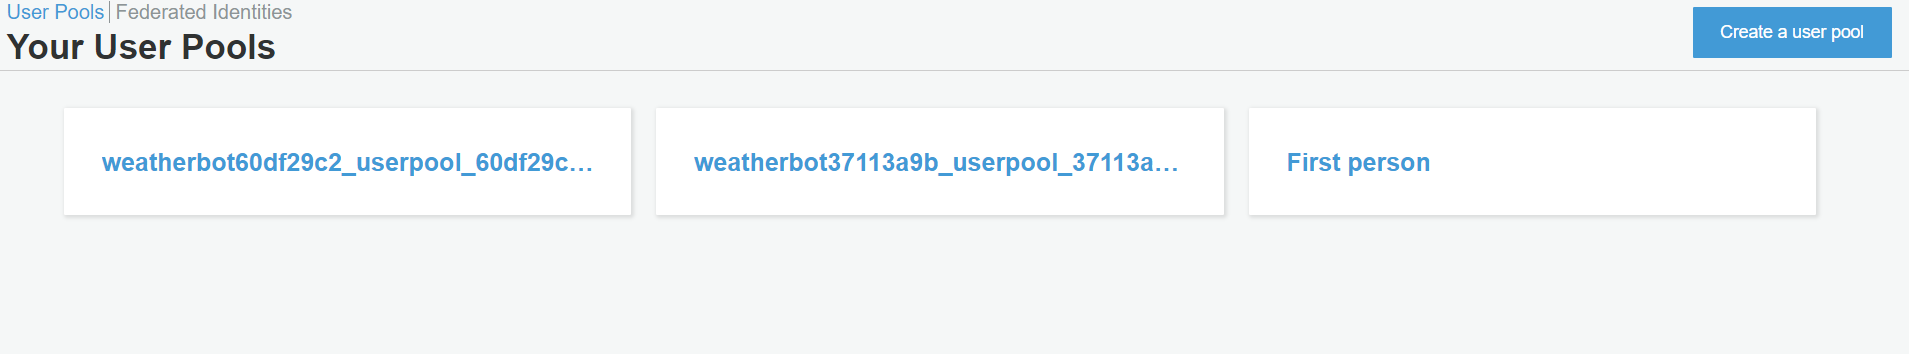 User Pools | Federated Identities
Your User Pools
Create a user pool
weatherbot60df29c2_userpool_60df29c...
weatherbot37113a9b_userpool_37113a...
First person